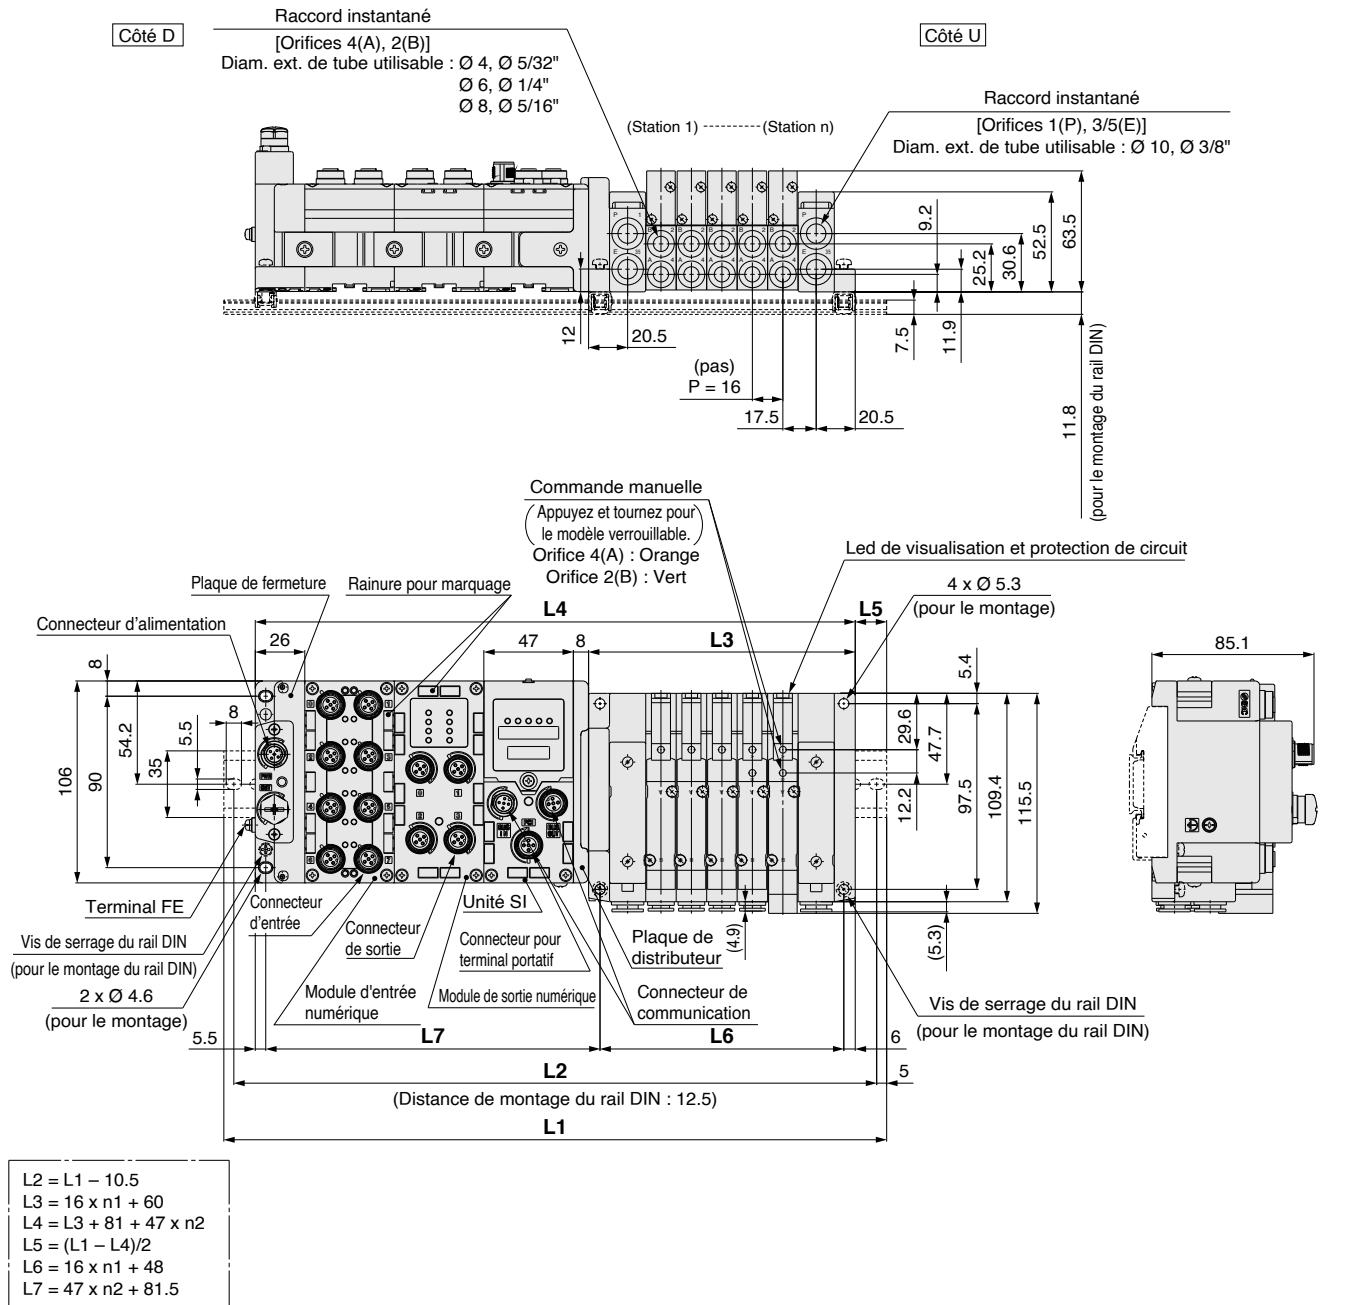 Raccord instantané
Côté D
[Orifices 4(A), 2(B)]
Diam. ext. de tube utilisable : Ø 4, Ø 5/32"
Ø 6, Ø 1/4"
Ø 8, Ø 5/16"
Côté U
Raccord instantané
[Orifices 1(P), 3/5(E)]
Diam. ext. de tube utilisable : Ø 10, Ø 3/8"
(Station 1)
(Station n)
9.2
25.2
30.6
52.5
63.5
12
20.5
(pas)
P = 16
17.5
20.5
7.5
11.9
11.8
(pour le montage du rail DIN)
Commande manuelle
(Appuyez et tournez pour
le modèle verrouillable.)
Orifice 4(A) : Orange
Orifice 2(B) : Vert
Led de visualisation et protection de circuit
4 x Ø 5.3
(pour le montage)
Plaque de fermeture
Rainure pour marquage
Connecteur d'alimentation
L4
L5
26
47
8
L3
85.1
8
54.2
8
5.5
35
90
106
5.4
29.6
47.7
12.2
97.5
109.4
115.5
Terminal FE
Connecteur
d'entrée
Unité SI
Connecteur
de sortie
Connecteur pour
terminal portatif
Plaque de
distributeur
(4.9)
(5.3)
Vis de serrage du rail DIN
(pour le montage du rail DIN)
2 x Ø 4.6
(pour le montage)
Module d'entrée
numérique
Module de sortie numérique
Connecteur de
communication
Vis de serrage du rail DIN
(pour le montage du rail DIN)
5.5
L7
L6
6
L2
5
(Distance de montage du rail DIN : 12.5)
L1
L2 = L1 – 10.5
L3 = 16 x n1 + 60
L4 = L3 + 81 + 47 x n2
L5 = (L1 – L4)/2
L6 = 16 x n1 + 48
L7 = 47 x n2 + 81.5